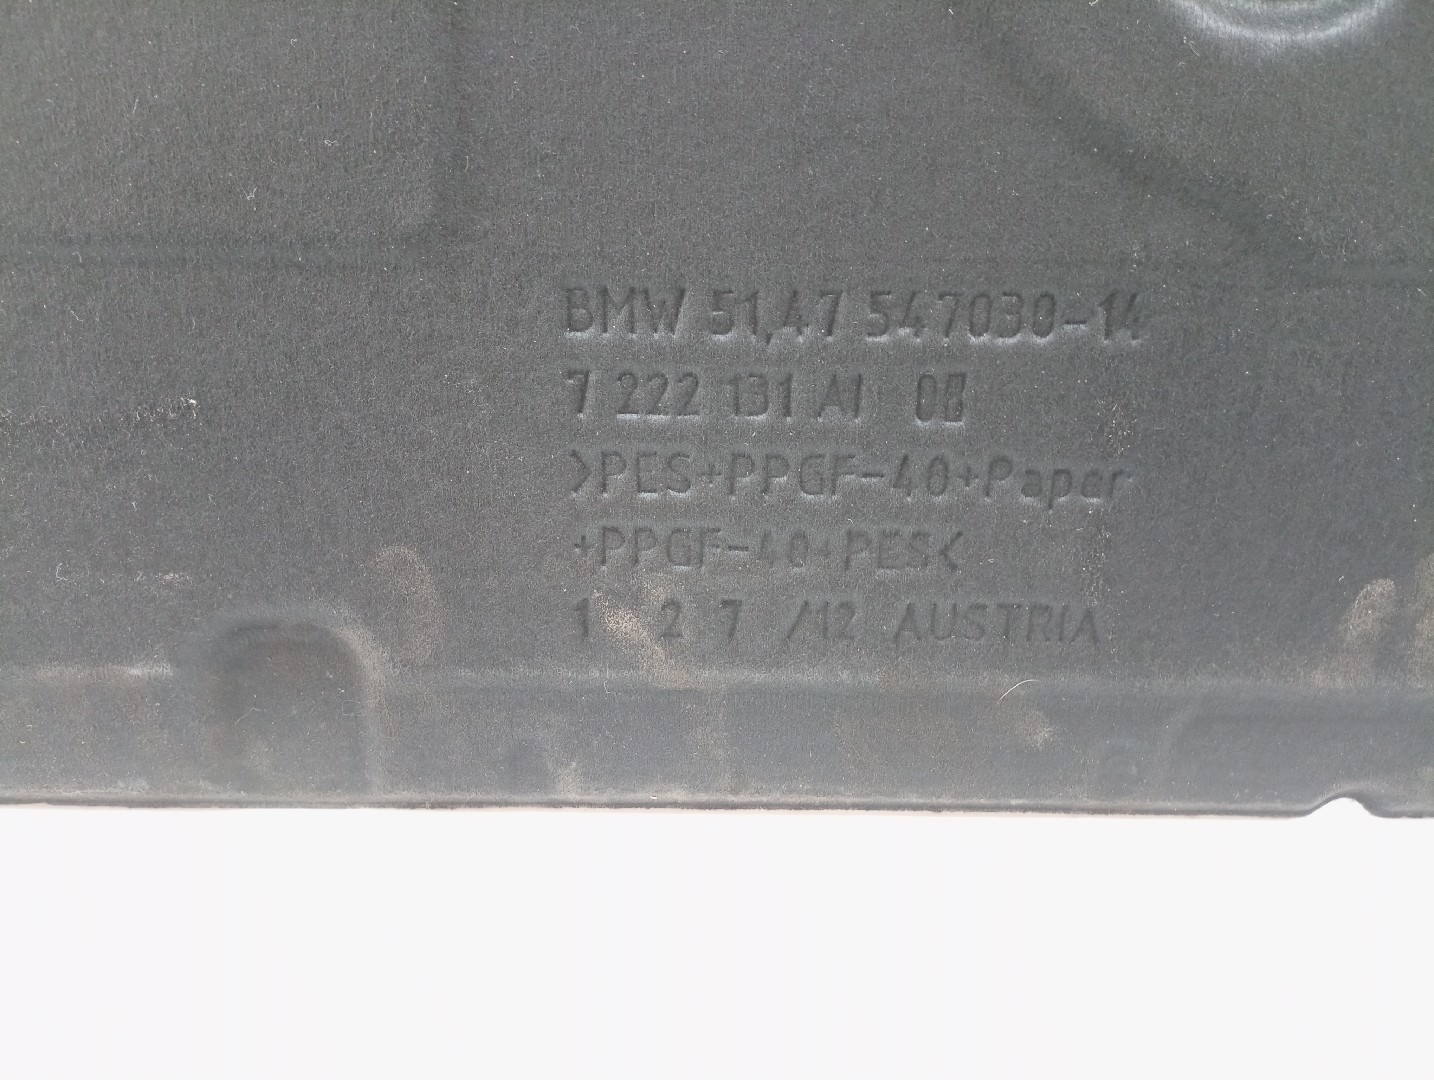 BMW 51.47 547030-14
7 222 131 AI
>PES+PPGF-40+Paper
+PPGF-40+PES<
1 2 7 /12 AUSTRIA